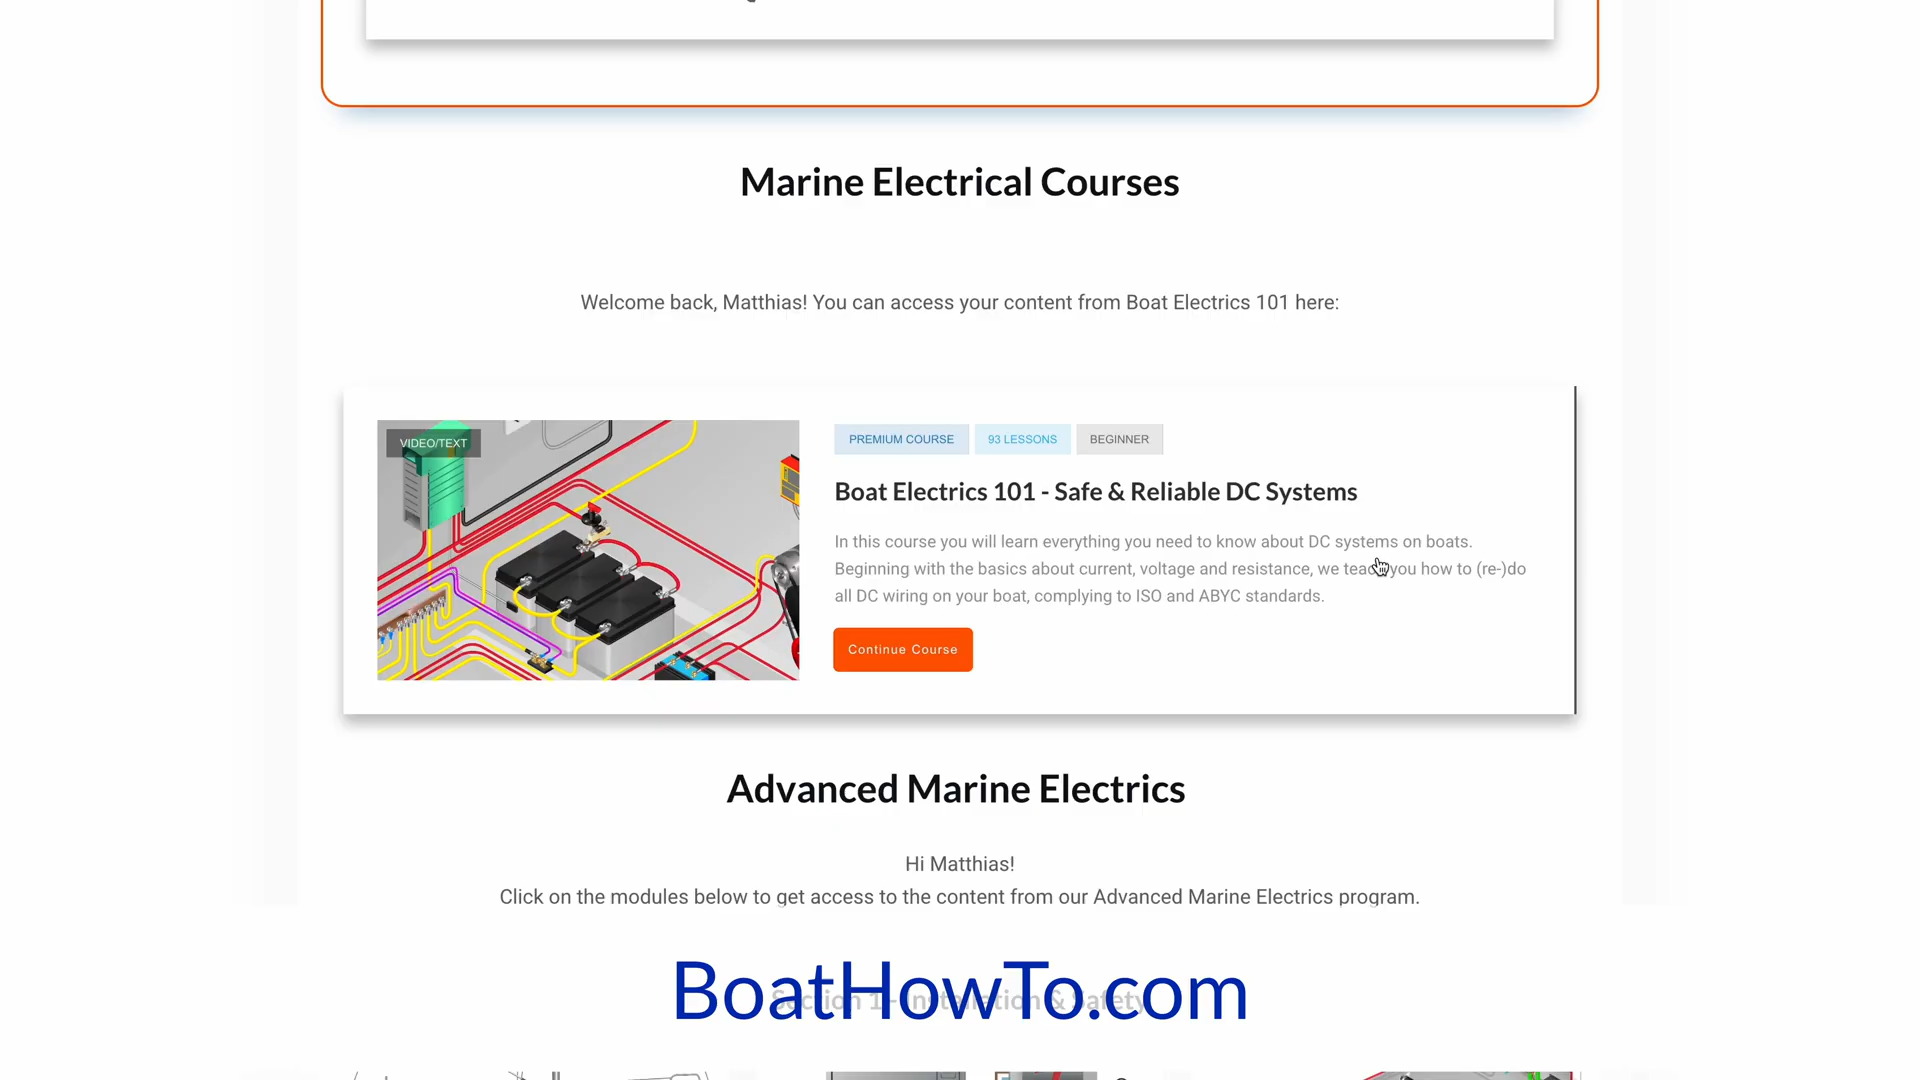 Marine Electrical Courses
Welcome back, Matthias! You can access your content from Boat Electrics 101 here:
VIDEO/TEXT
PREMIUM COURSE
93 LESSONS
BEGINNER
Boat Electrics 101 - Safe & Reliable DC Systems
In this course you will learn everything you need to know about DC systems on boats.
Beginning with the basics about current, voltage and resistance, we teach you how to (re-)do
all DC wiring on your boat, complying to ISO and ABYC standards.
Continue Course
Advanced Marine Electrics
Hi Matthias!
Click on the modules below to get access to the content from our Advanced Marine Electrics program.
Section 1 - Installation & Safety
BoatHowTo.com